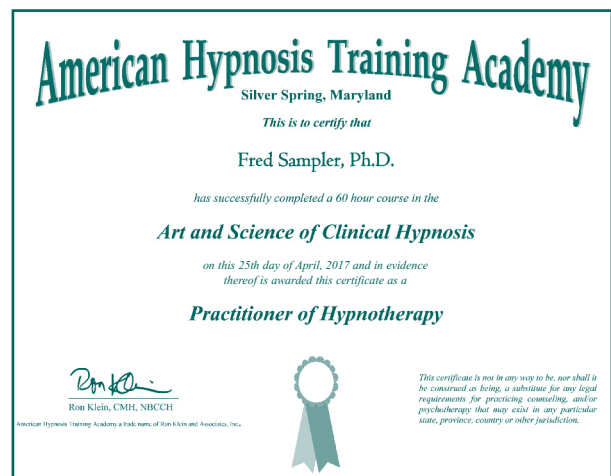 American Hypnosis Training Academy
Silver Spring, Maryland
This is to certify that
Fred Sampler, Ph.D.
has successfully completed a 60 hour course in the
Art and Science of Clinical Hypnosis
on this 25th day of April, 2017 and in evidence
thereof is awarded this certificate as a
Practitioner of Hypnotherapy
Ron Klein
Ron Klein, CMH, NBCCH
American Hypnosis Training Academy a trade name of Ron Klein and Associates, Inc.
This certificate is not in any way to be, nor shall it
be construed as being, a substitute for any legal
requirements for practicing counseling, and/or
psychotherapy that may exist in any particular
state, province, country or other jurisdiction.